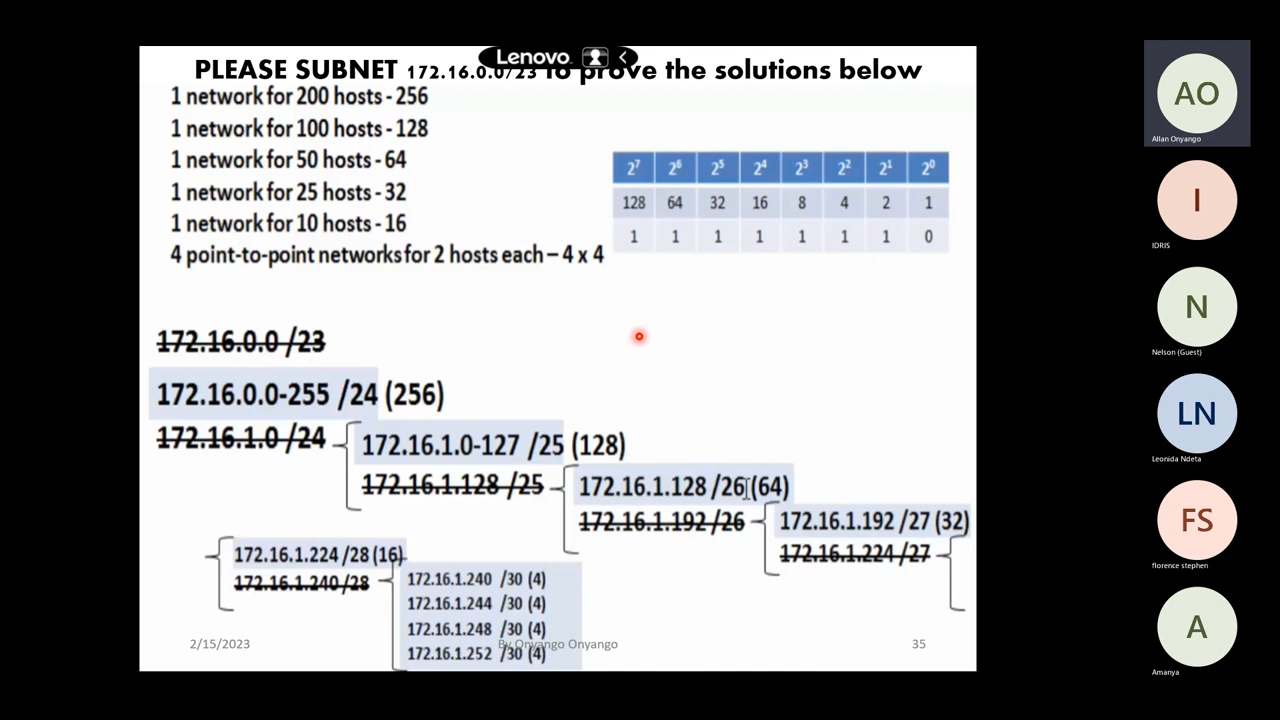 Lenovo
PLEASE SUBNET 172.16.0.0/23 to prove the solutions below
1 network for 200 hosts - 256
1 network for 100 hosts - 128
1 network for 50 hosts - 64
1 network for 25 hosts - 32
1 network for 10 hosts - 16
4 point-to-point networks for 2 hosts each – 4 x 4
2⁷ 2⁶ 2⁵ 2⁴ 2³ 2² 2¹ 2⁰
128 64 32 16 8 4 2 1
1 1 1 1 1 1 1 0
172.16.0.0 /23
172.16.0.0-255 /24 (256)
172.16.1.0 /24
172.16.1.0-127 /25 (128)
172.16.1.128 /25
172.16.1.128 /26 (64)
172.16.1.192 /26
172.16.1.192 /27 (32)
172.16.1.224 /27
172.16.1.224 /28 (16)
172.16.1.240 /28
172.16.1.240 /30 (4)
172.16.1.244 /30 (4)
172.16.1.248 /30 (4)
172.16.1.252 /30 (4)
2/15/2023
By Onyango Onyango
35
AO
Allan Onyango
I
IDRIS
N
Nelson (Guest)
LN
Leonida Ndeta
FS
florence stephen
A
Amanya